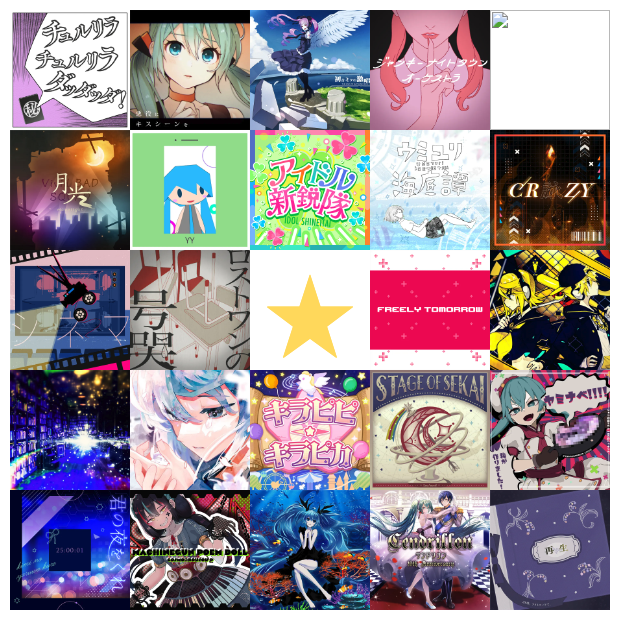 チュルリラ
チュルリラ
ダッダッダ！
キスシーンを
ジャンキーナイトタウン
オーケストラ
月光
YY
アイドル
新鋭隊
IDOL SHINEITAI
ウミユリ
海底譚
CR ZY
シネマ
ロストワンの
号哭
FREELY TOMORROW
キラピピ
キラピカ
STAGE OF SEKAI
ヤミナベ!!!!
君の夜をくれ
25:00:01
MACHINEGUN POEM DOLL
Cendrillon
再生